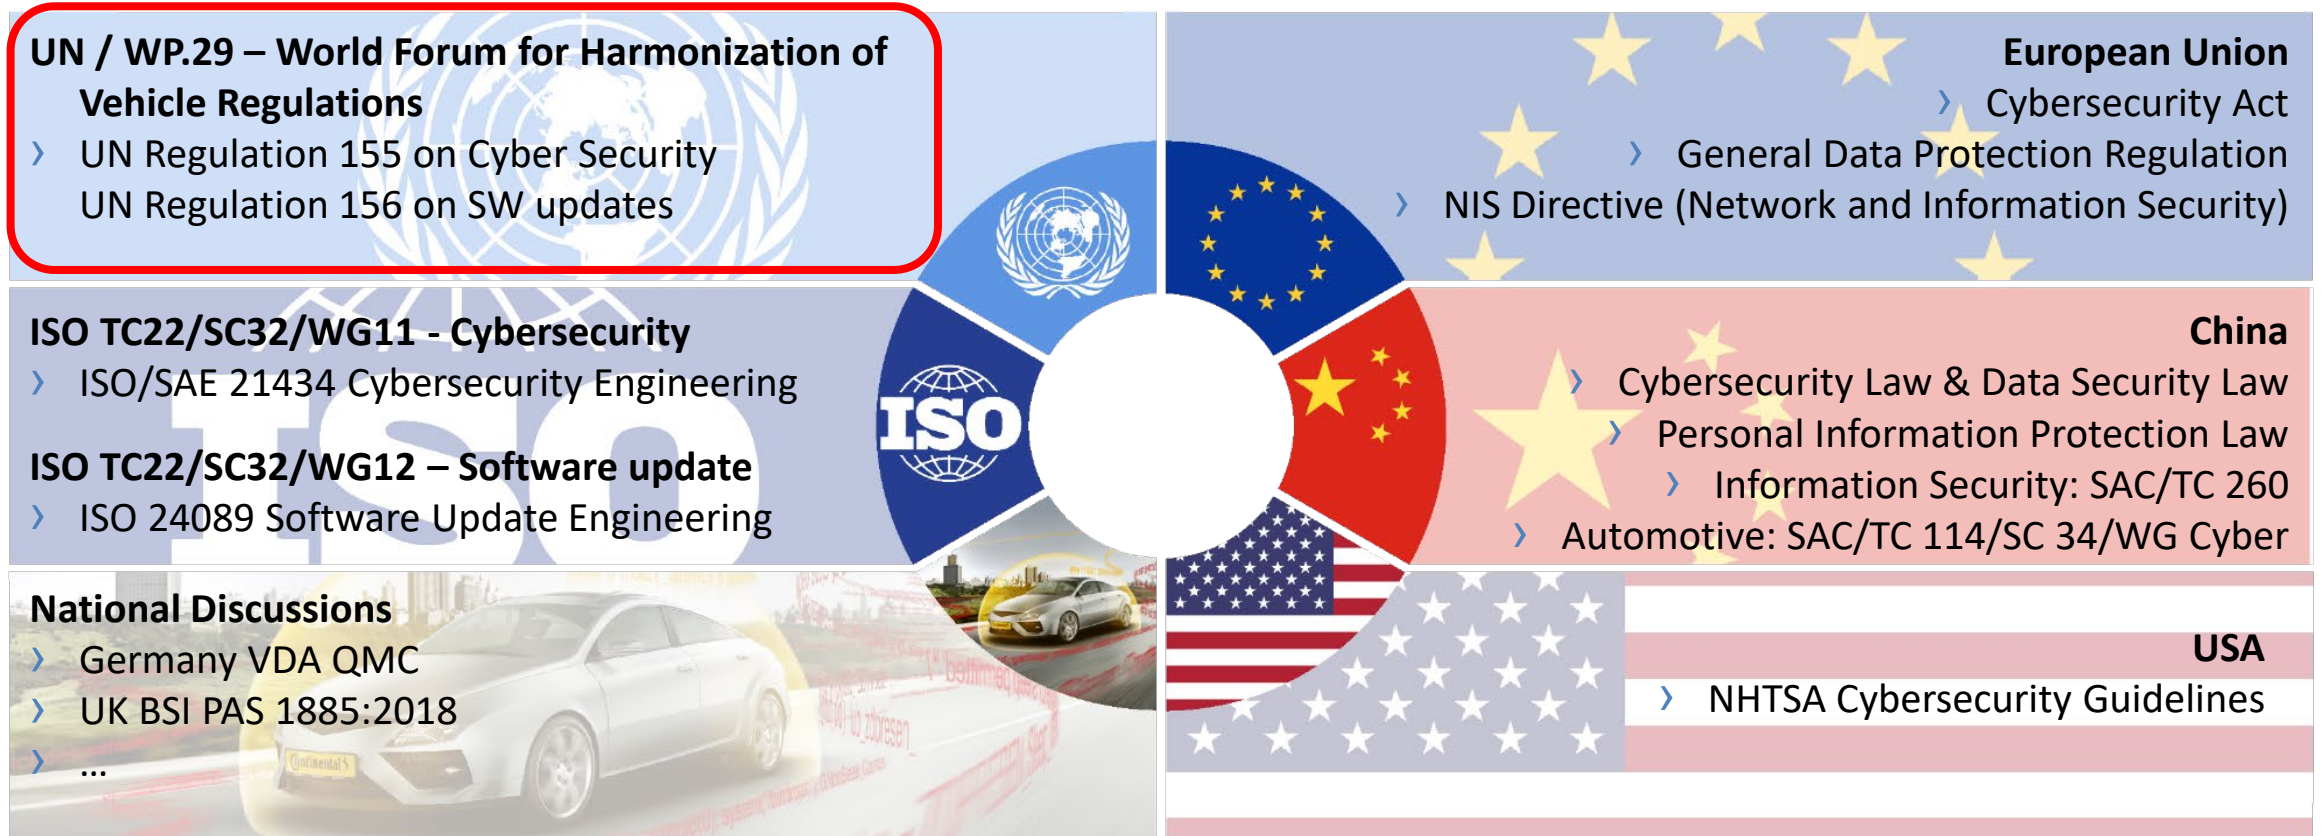 UN / WP.29 – World Forum for Harmonization of
Vehicle Regulations
› UN Regulation 155 on Cyber Security
UN Regulation 156 on SW updates
European Union
› Cybersecurity Act
› General Data Protection Regulation
› NIS Directive (Network and Information Security)
ISO TC22/SC32/WG11 - Cybersecurity
› ISO/SAE 21434 Cybersecurity Engineering
ISO TC22/SC32/WG12 – Software update
› ISO 24089 Software Update Engineering
ISO
ISO
China
› Cybersecurity Law & Data Security Law
› Personal Information Protection Law
› Information Security: SAC/TC 260
› Automotive: SAC/TC 114/SC 34/WG Cyber
National Discussions
› Germany VDA QMC
› UK BSI PAS 1885:2018
› ...
Continental
permitted
USA
› NHTSA Cybersecurity Guidelines